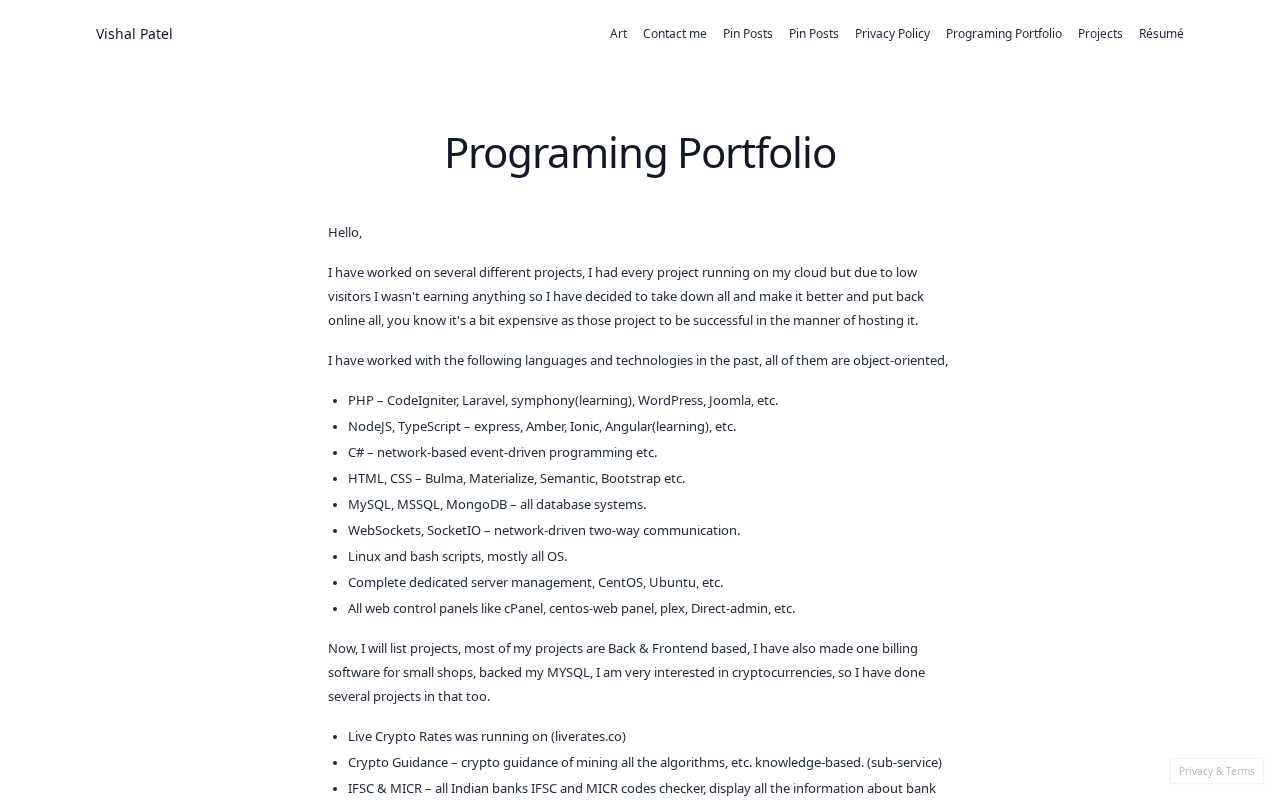 Vishal Patel
Art Contact me Pin Posts Pin Posts Privacy Policy Programing Portfolio Projects Résumé
Programing Portfolio
Hello,
I have worked on several different projects, I had every project running on my cloud but due to low
visitors I wasn't earning anything so I have decided to take down all and make it better and put back
online all, you know it's a bit expensive as those project to be successful in the manner of hosting it.
I have worked with the following languages and technologies in the past, all of them are object-oriented,
• PHP – CodeIgniter, Laravel, symphony(learning), WordPress, Joomla, etc.
• NodeJS, TypeScript – express, Amber, Ionic, Angular(learning), etc.
• C# – network-based event-driven programming etc.
• HTML, CSS – Bulma, Materialize, Semantic, Bootstrap etc.
• MySQL, MSSQL, MongoDB – all database systems.
• WebSockets, SocketIO – network-driven two-way communication.
• Linux and bash scripts, mostly all OS.
• Complete dedicated server management, CentOS, Ubuntu, etc.
• All web control panels like cPanel, centos-web panel, plex, Direct-admin, etc.
Now, I will list projects, most of my projects are Back & Frontend based, I have also made one billing
software for small shops, backed my MYSQL, I am very interested in cryptocurrencies, so I have done
several projects in that too.
• Live Crypto Rates was running on (liverates.co)
• Crypto Guidance – crypto guidance of mining all the algorithms, etc. knowledge-based. (sub-service)
• IFSC & MICR – all Indian banks IFSC and MICR codes checker, display all the information about bank
Privacy & Terms